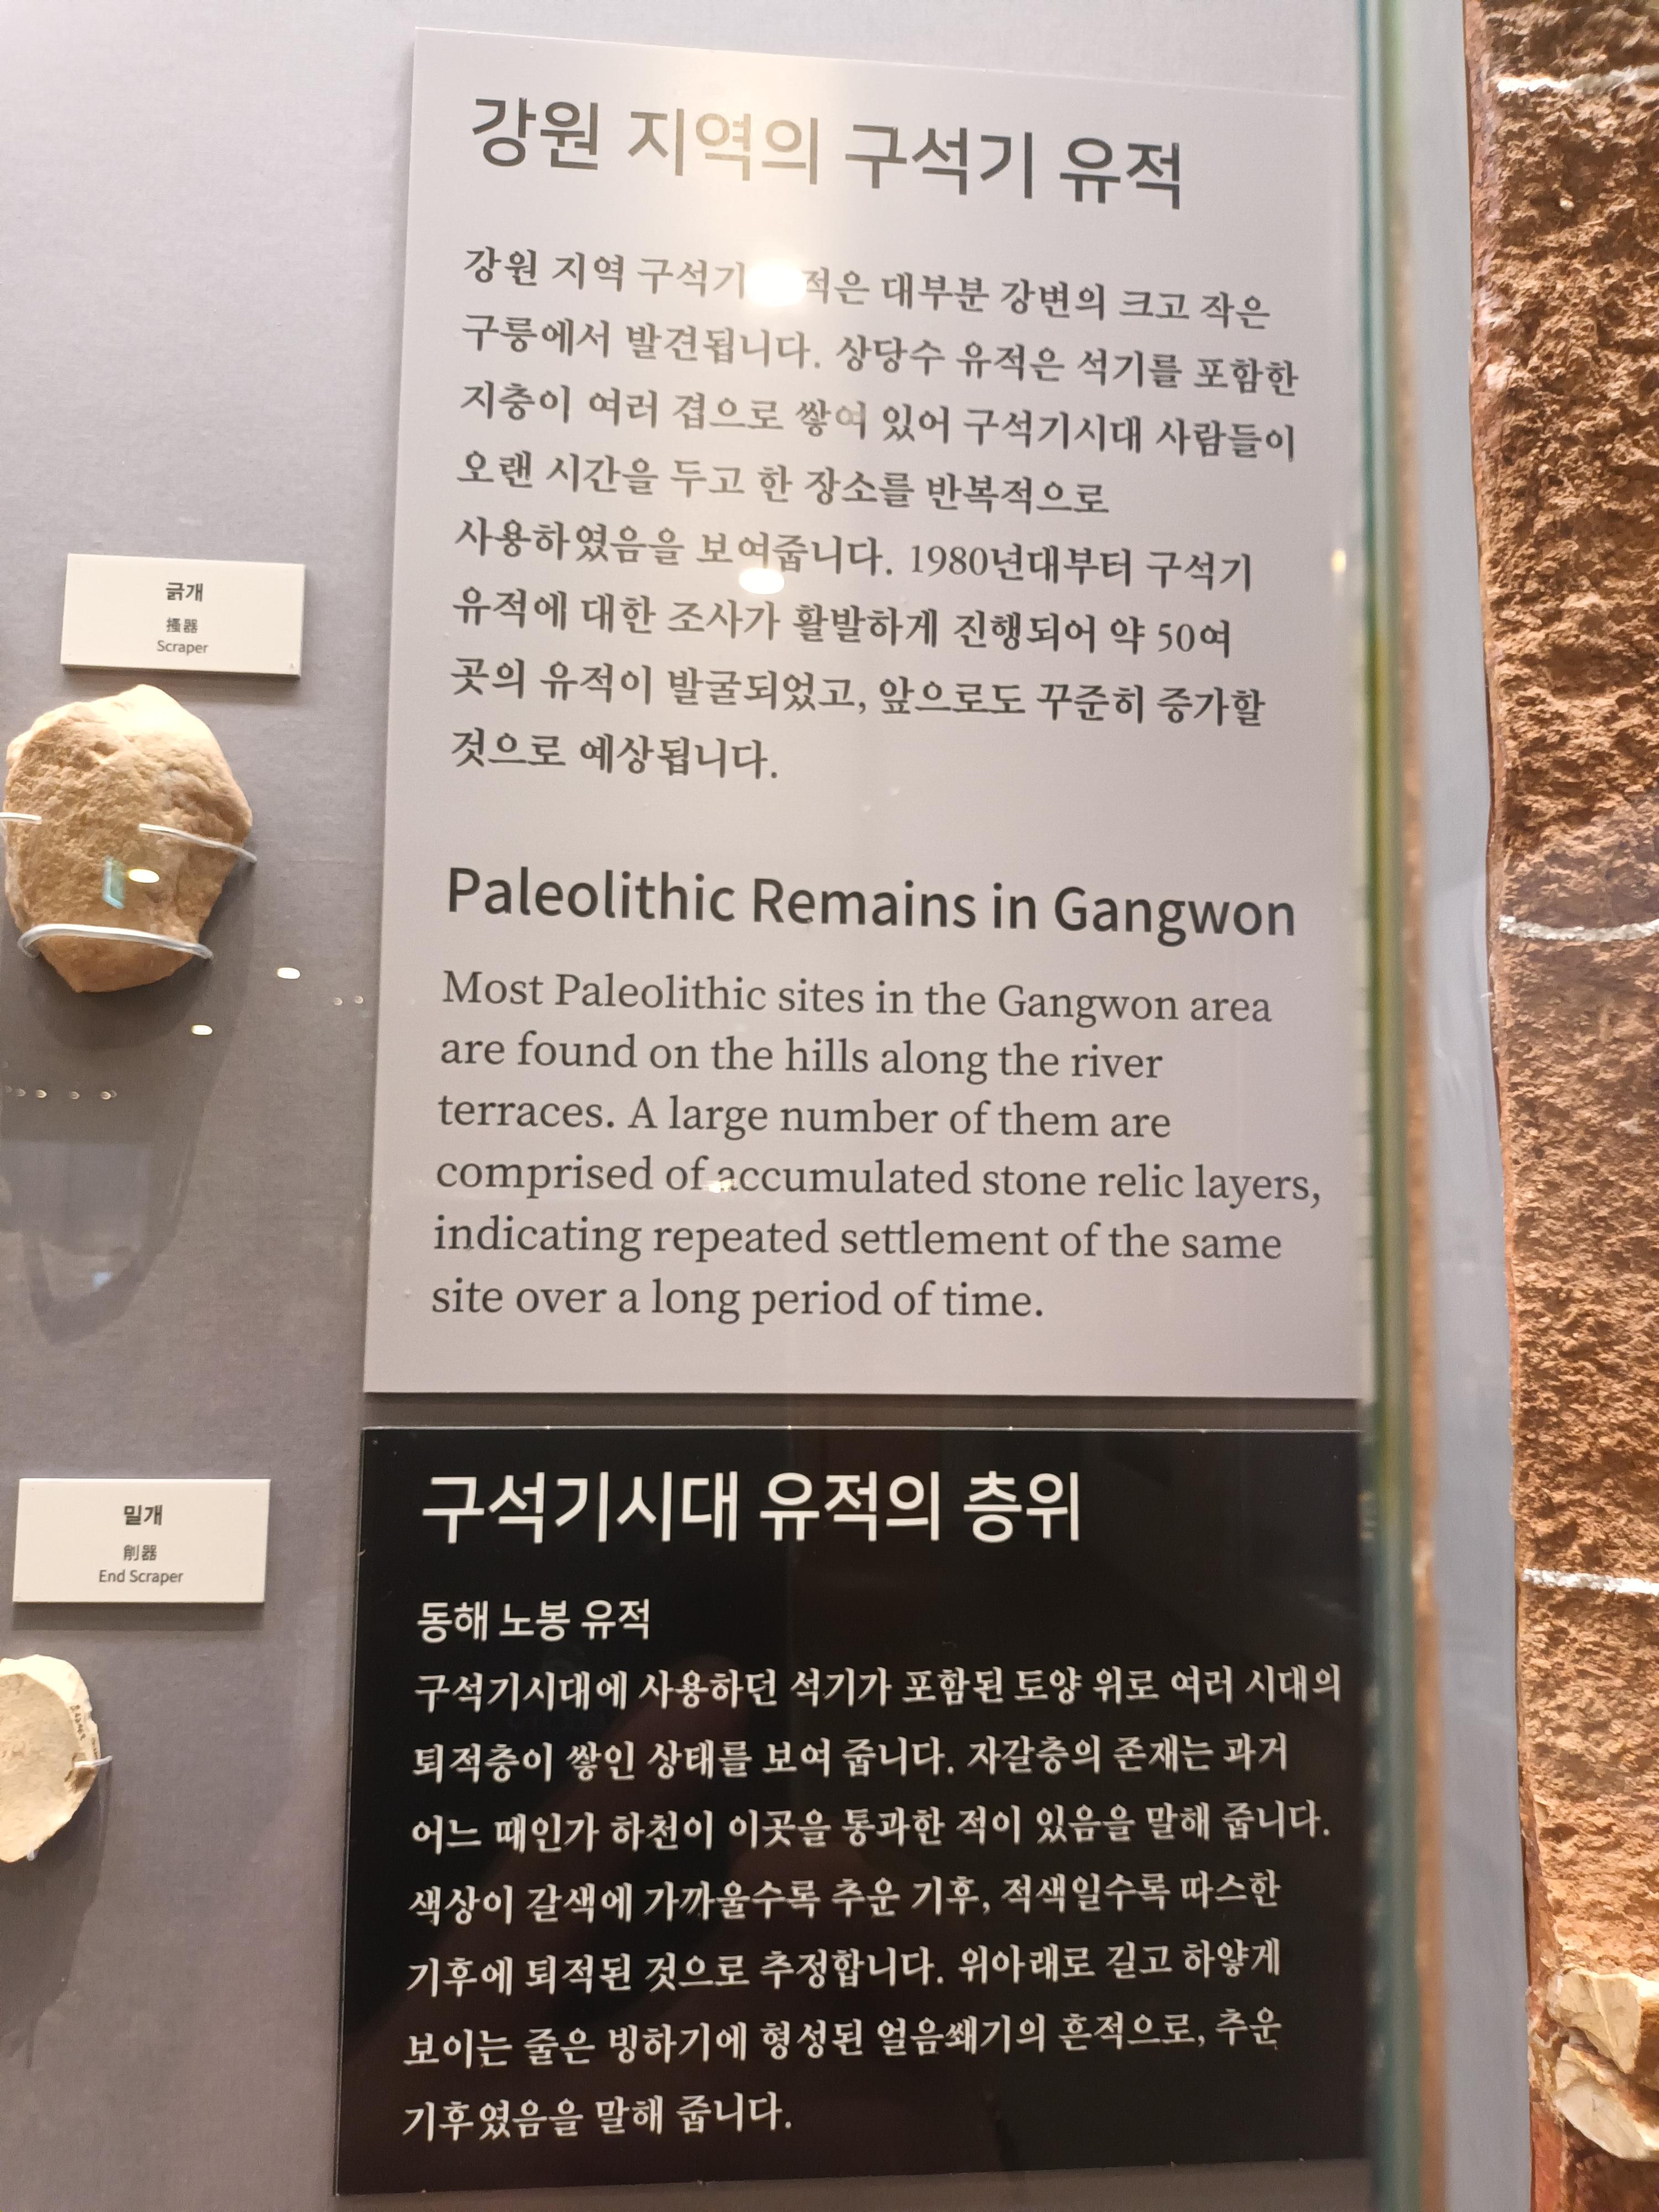 강원 지역의 구석기 유적
강원 지역 구석기 대부분 강변의 크고 작은
구릉에서 발견됩니다. 상당수 유적은 석기를 포함한
지층이 여러 겹으로 쌓여 있어 구석기시대 사람들이
오랜 시간을 두고 한 장소를 반복적으로
사용하였음을 보여줍니다. 1980년대부터 구석기
유적에 대한 조사가 활발하게 진행되어 약 50여
곳의 유적이 발굴되었고, 앞으로도 꾸준히 증가할
것으로 예상됩니다.
Paleolithic Remains in Gangwon
Most Paleolithic sites in the Gangwon area
are found on the hills along the river
terraces. A large number of them are
comprised of accumulated stone relic layers,
indicating repeated settlement of the same
site over a long period of time.
긁개
搔器
Scraper
밀개
削器
End Scraper
구석기시대 유적의 층위
동해 노봉 유적
구석기시대에 사용하던 석기가 포함된 토양 위로 여러 시대의
퇴적층이 쌓인 상태를 보여 줍니다. 자갈층의 존재는 과거
어느 때인가 하천이 이곳을 통과한 적이 있음을 말해 줍니다.
색상이 갈색에 가까울수록 추운 기후, 적색일수록 따스한
기후에 퇴적된 것으로 추정합니다. 위아래로 길고 하얗게
보이는 줄은 빙하기에 형성된 얼음쐐기의 흔적으로, 추운
기후였음을 말해 줍니다.